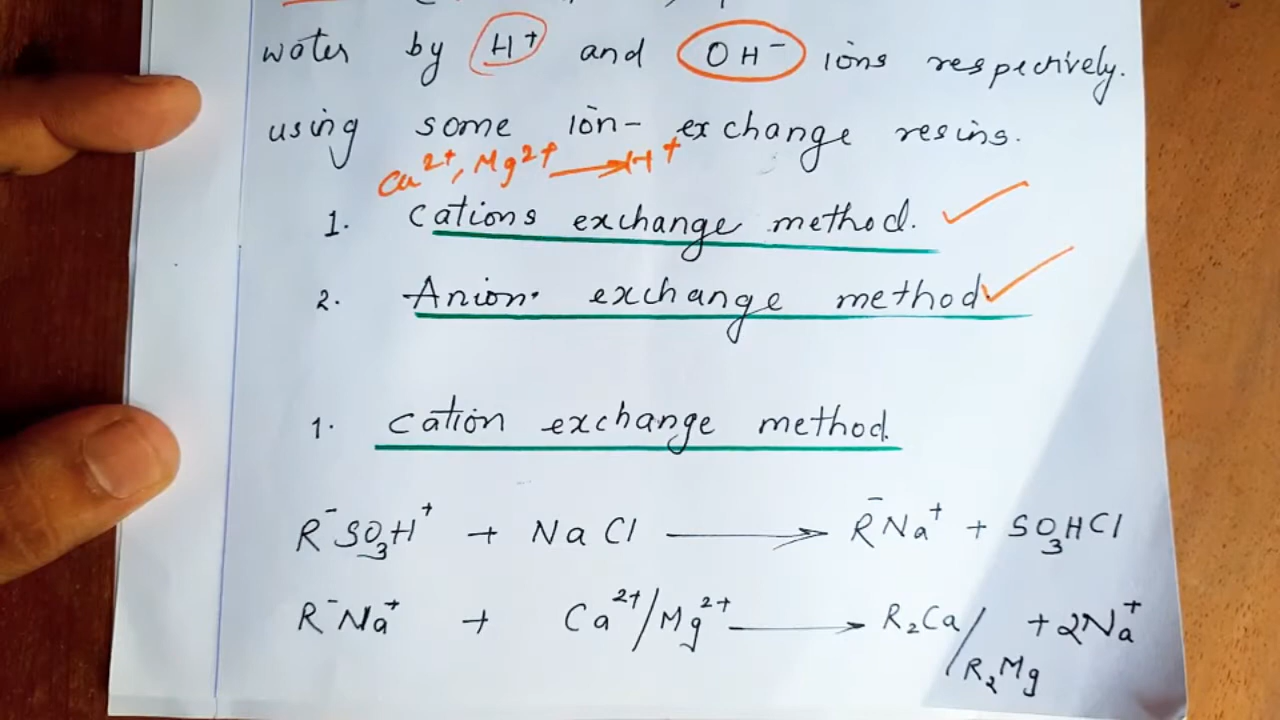 water by H⁺ and OH⁻ ions respectively.
using some ion- exchange resins.
Ca²⁺, Mg²⁺ → H⁺
1. Cations exchange method. ✓
2. Anion exchange method ✓
1. Cation exchange method.
R⁻SO₃H⁺ + NaCl → R⁻Na⁺ + SO₃HCl
R⁻Na⁺ + Ca²⁺/Mg²⁺ → R₂Ca/R₂Mg + 2Na⁺